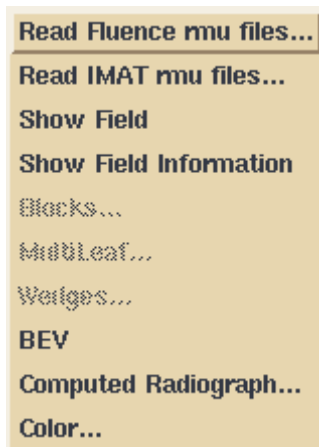 Read Fluence rmu files...
Read IMAT rmu files...
Show Field
Show Field Information
Blocks...
MultiLeaf...
Wedges...
BEV
Computed Radiograph...
Color...